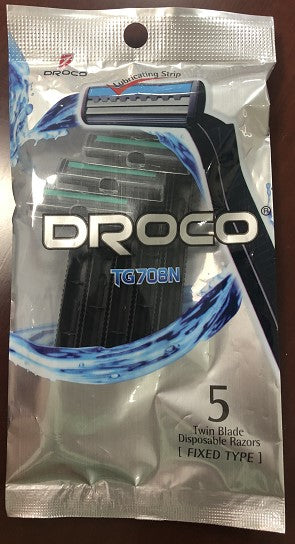 DROCO
Lubricating Strip
DROCO®
TG708N
5
Twin Blade
Disposable Razors
[ FIXED TYPE ]